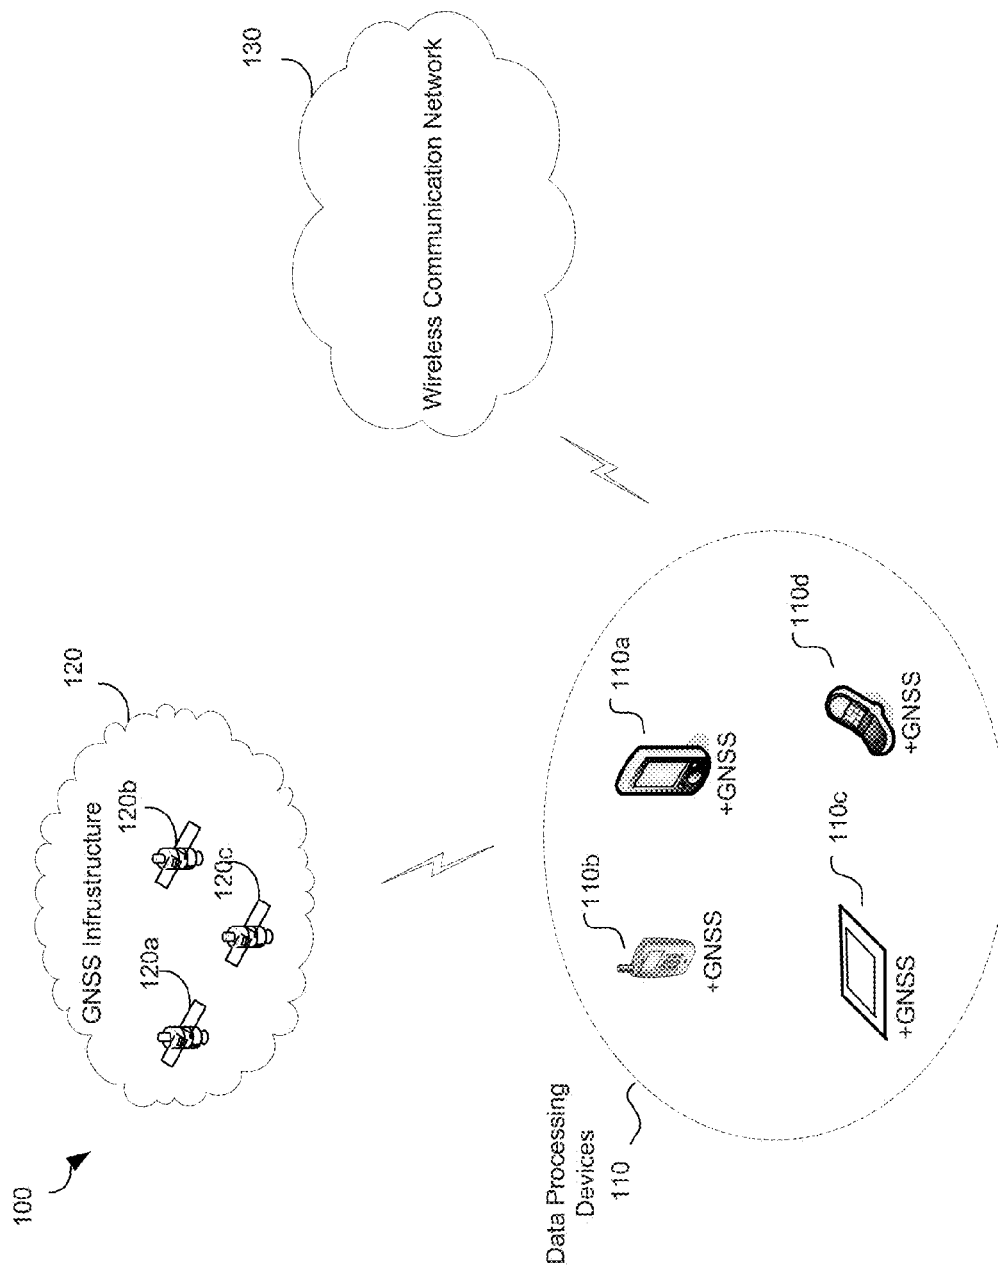 100
GNSS Infrustructure
120
120a
120b
120c
130
Wireless Communication Network
Data Processing
Devices
110
110b
+GNSS
110a
+GNSS
110c
+GNSS
110d
+GNSS